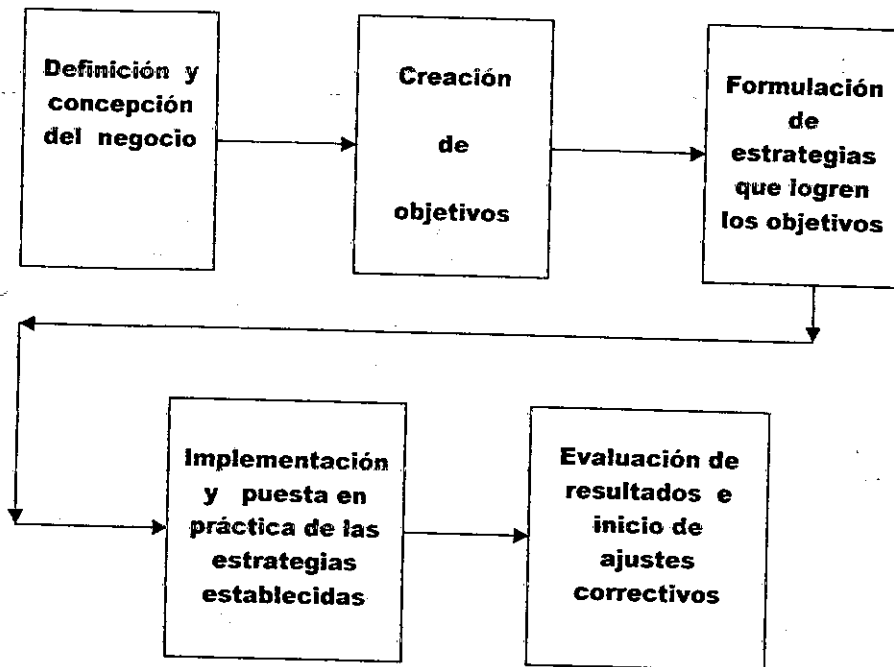 Definición y
concepción
del negocio
Creación
de
objetivos
Formulación
de
estrategias
que logren
los objetivos
Implementación
y puesta en
práctica de las
estrategias
establecidas
Evaluación de
resultados e
inicio de
ajustes
correctivos